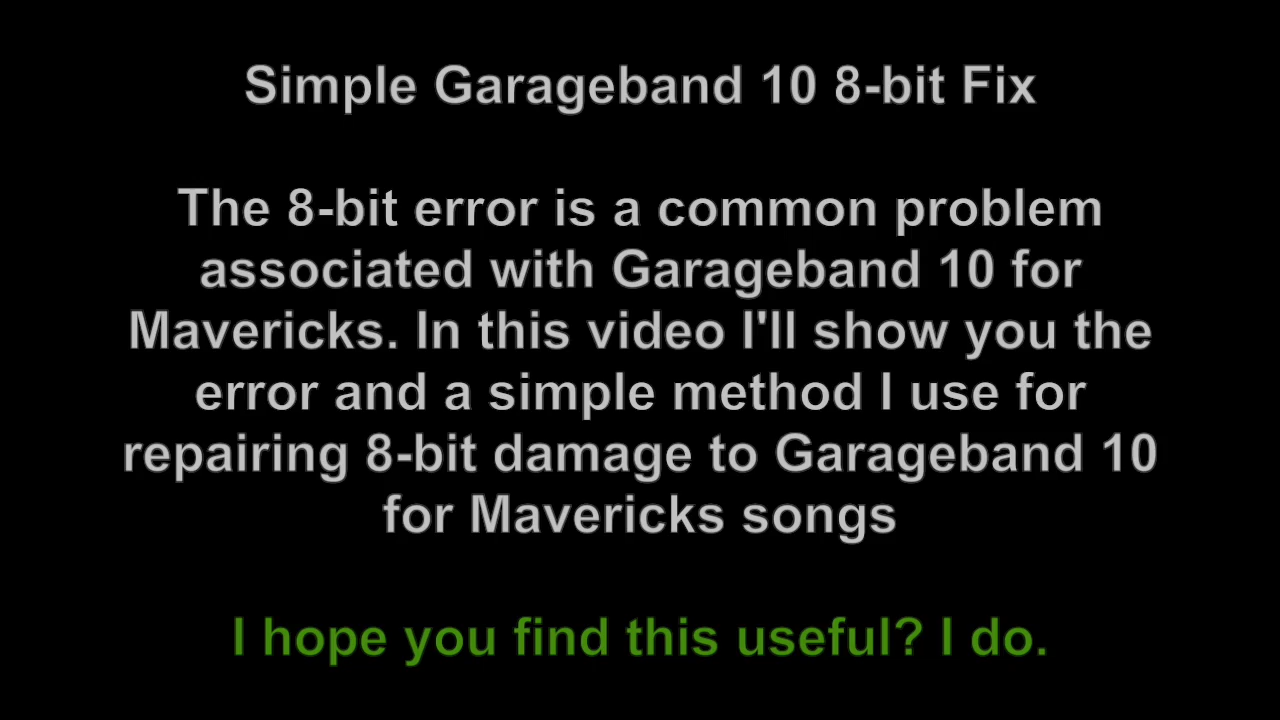 Simple Garageband 10 8-bit Fix
The 8-bit error is a common problem
associated with Garageband 10 for
Mavericks. In this video I'll show you the
error and a simple method I use for
repairing 8-bit damage to Garageband 10
for Mavericks songs
I hope you find this useful? I do.